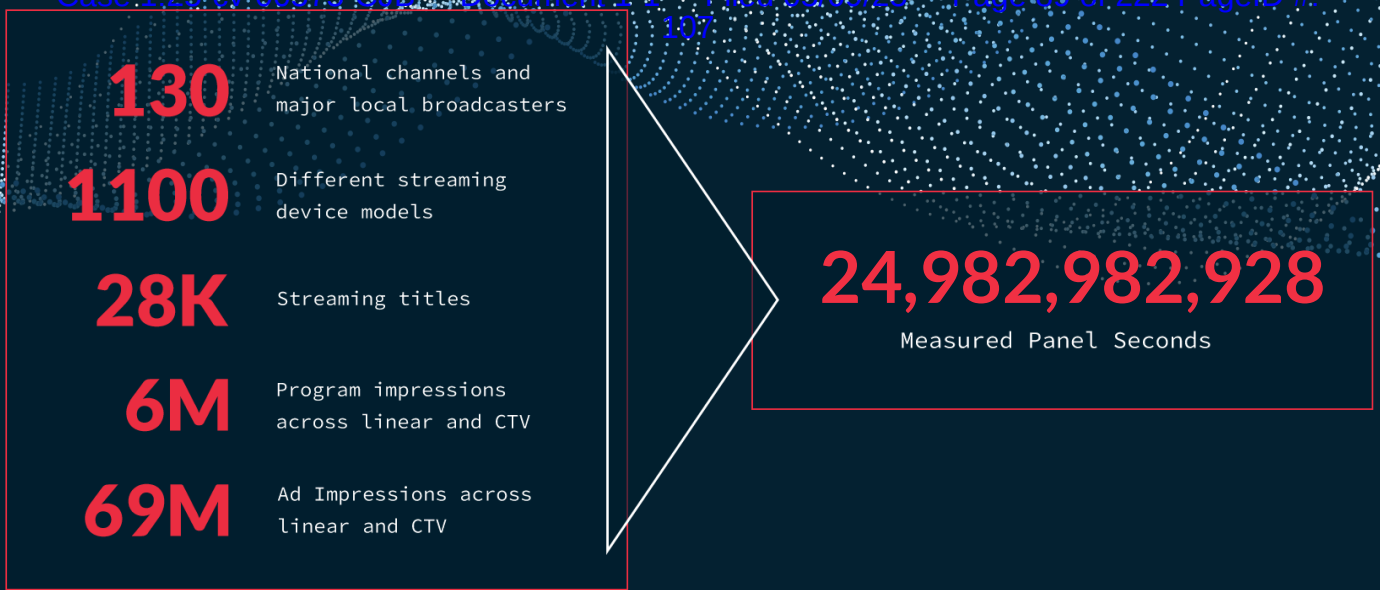 107
130
National channels and
major local broadcasters
1100
Different streaming
device models
28K
Streaming titles
6M
Program impressions
across linear and CTV
69M
Ad Impressions across
linear and CTV
24,982,982,928
Measured Panel Seconds